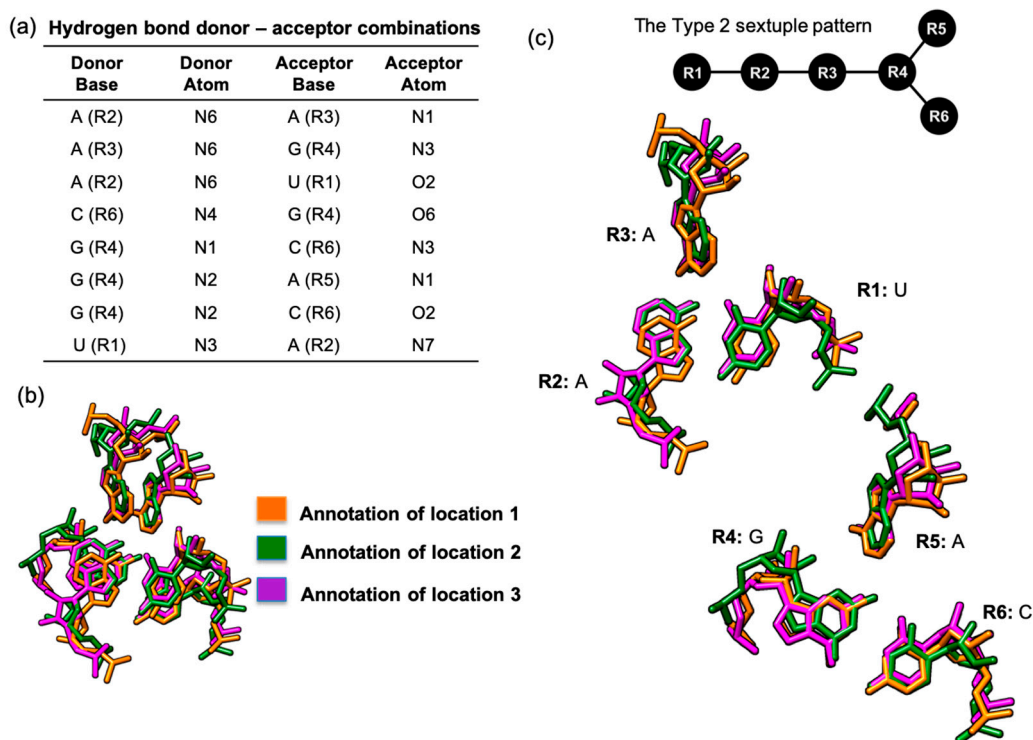 (a) Hydrogen bond donor – acceptor combinations
Donor Base Donor Atom Acceptor Base Acceptor Atom
A (R2) N6 A (R3) N1
A (R3) N6 G (R4) N3
A (R2) N6 U (R1) O2
C (R6) N4 G (R4) O6
G (R4) N1 C (R6) N3
G (R4) N2 A (R5) N1
G (R4) N2 C (R6) O2
U (R1) N3 A (R2) N7
(b)
Annotation of location 1
Annotation of location 2
Annotation of location 3
(c)
The Type 2 sextuple pattern
R5
R1 R2 R3 R4
R6
R3: A
R1: U
R2: A
R4: G
R5: A
R6: C